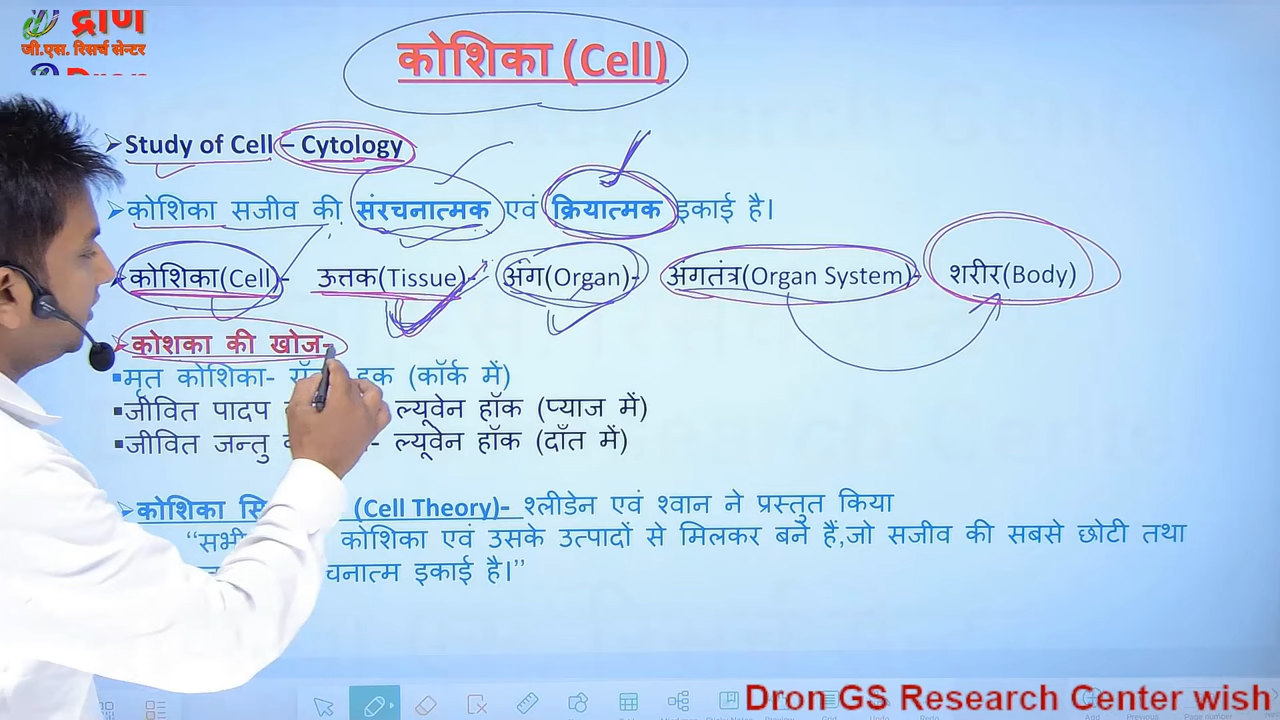 द्रोण
जी.एस. रिसर्च सेन्टर
कोशिका (Cell)
➢Study of Cell – Cytology
➢कोशिका सजीव की संरचनात्मक एवं क्रियात्मक इकाई है।
➢कोशिका(Cell)- ऊत्तक(Tissue)- अंग(Organ)- अंगतंत्र(Organ System)- शरीर(Body)
➢कोशका की खोज-
▪मृत कोशिका- हुक (कॉर्क में)
▪जीवित पादप ल्यूवेन हॉक (प्याज में)
▪जीवित जन्तु - ल्यूवेन हॉक (दाँत में)
➢कोशिका (Cell Theory)- श्लीडेन एवं श्वान ने प्रस्तुत किया
“सभी कोशिका एवं उसके उत्पादों से मिलकर बने हैं,जो सजीव की सबसे छोटी तथा
इकाई है।”
Dron GS Research Center wish